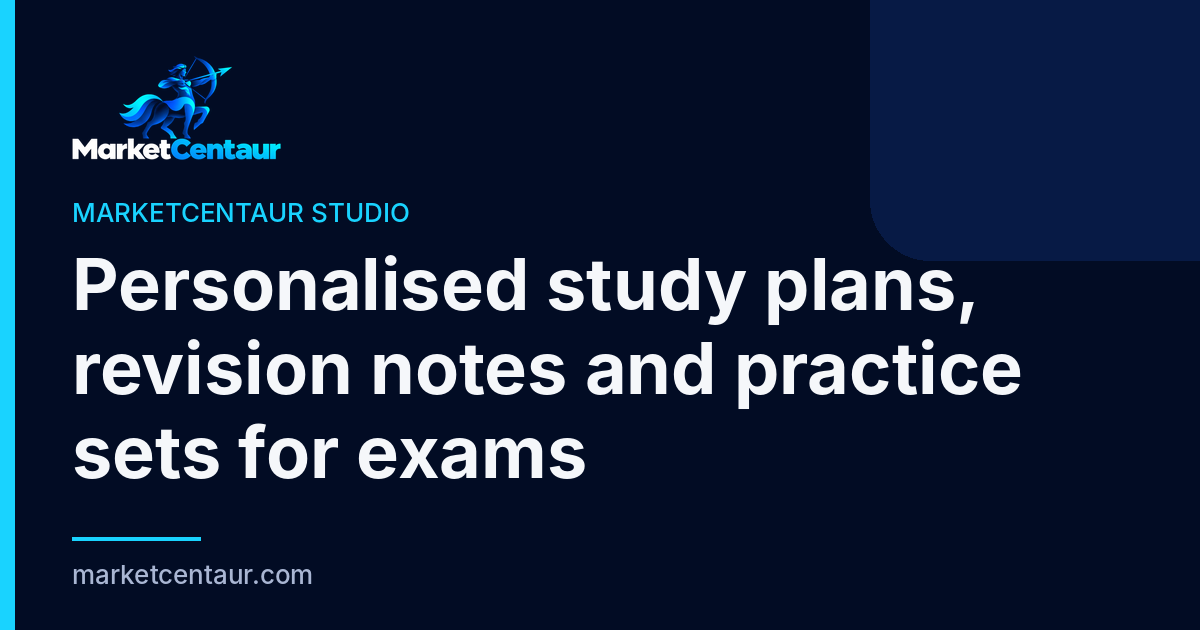 MarketCentaur
MARKETCENTAUR STUDIO
Personalised study plans,
revision notes and practice
sets for exams
marketcentaur.com